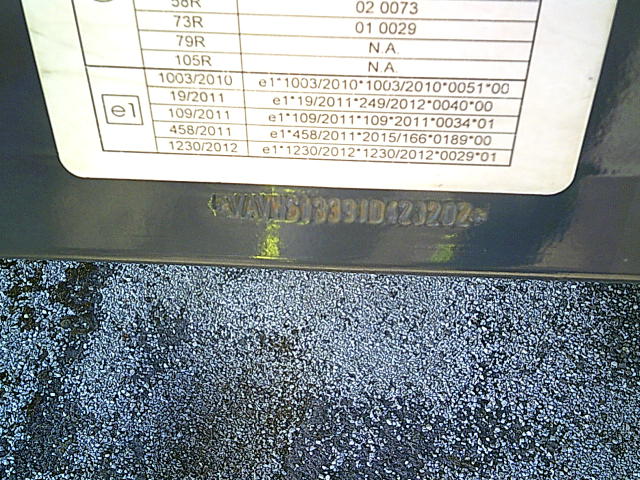 58R 02 0073
73R 01 0029
79R N.A.
105R N.A.
1003/2010 e1*1003/2010*1003/2010*0051*00
19/2011 e1*19/2011*249/2012*0040*00
109/2011 e1*109/2011*109*2011*0034*01
458/2011 e1*458/2011*2015/166*0189*00
1230/2012 e1*1230/2012*1230/2012*0029*01
e1